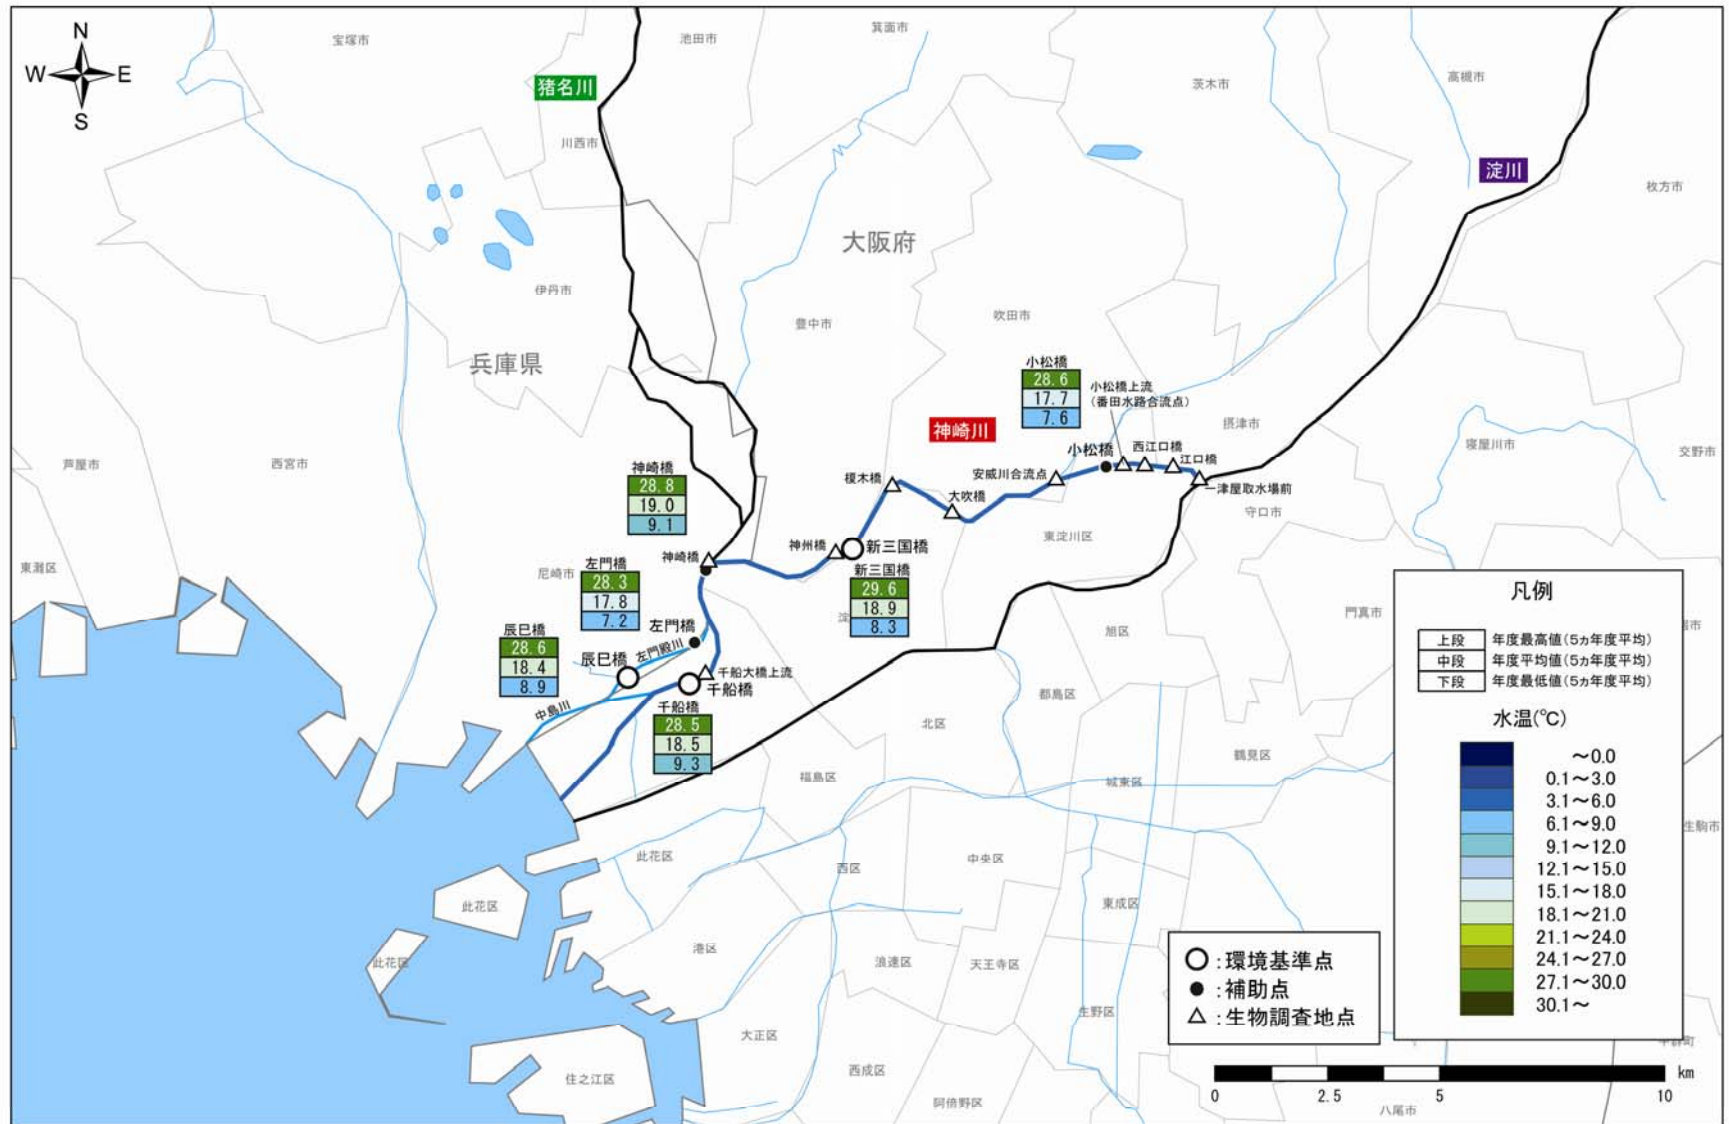 N
W
E
S
宝塚市
池田市
箕面市
猪名川
川西市
茨木市
高槻市
淀川
枚方市
大阪府
伊丹市
豊中市
吹田市
兵庫県
小松橋
28.6
17.7
7.6
小松橋上流
(番田水路合流点)
神崎川
摂津市
寝屋川市
交野市
芦屋市
西宮市
神崎橋
28.8
19.0
9.1
榎木橋
大吹橋
安威川合流点
小松橋
西江口橋
江口橋
一津屋取水場前
守口市
東淀川区
神崎橋
神州橋
新三国橋
新三国橋
29.6
18.9
8.3
淀
東灘区
尼崎市
左門橋
28.3
17.8
7.2
左門橋
左門殿川
辰巳橋
28.6
18.4
8.9
辰巳橋
千船大橋上流
千船橋
中島川
千船橋
28.5
18.5
9.3
門真市
旭区
都島区
北区
鶴見区
城東区
福島区
生駒市
此花区
西区
中央区
東成区
此花区
此花区
港区
浪速区
天王寺区
生野区
大正区
西成区
住之江区
阿倍野区
八尾市
凡例
上段 年度最高値(5ヵ年度平均)
中段 年度平均値(5ヵ年度平均)
下段 年度最低値(5ヵ年度平均)
水温(℃)
～0.0
0.1～3.0
3.1～6.0
6.1～9.0
9.1～12.0
12.1～15.0
15.1～18.0
18.1～21.0
21.1～24.0
24.1～27.0
27.1～30.0
30.1～
:環境基準点
:補助点
:生物調査地点
km
0 2.5 5 10